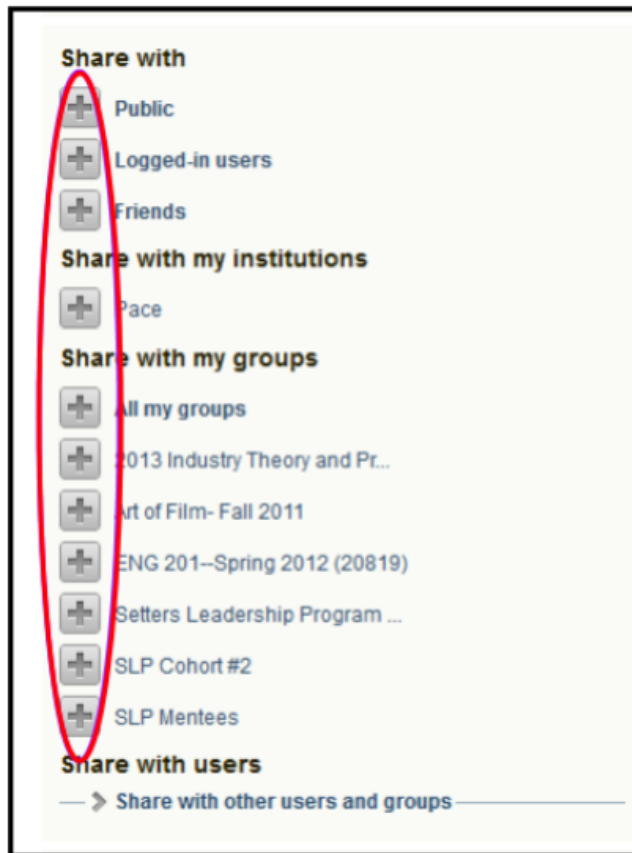 Share with
Public
Logged-in users
Friends
Share with my institutions
Pace
Share with my groups
All my groups
2013 Industry Theory and Pr...
Art of Film- Fall 2011
ENG 201--Spring 2012 (20819)
Setters Leadership Program ...
SLP Cohort #2
SLP Mentees
Share with users
Share with other users and groups